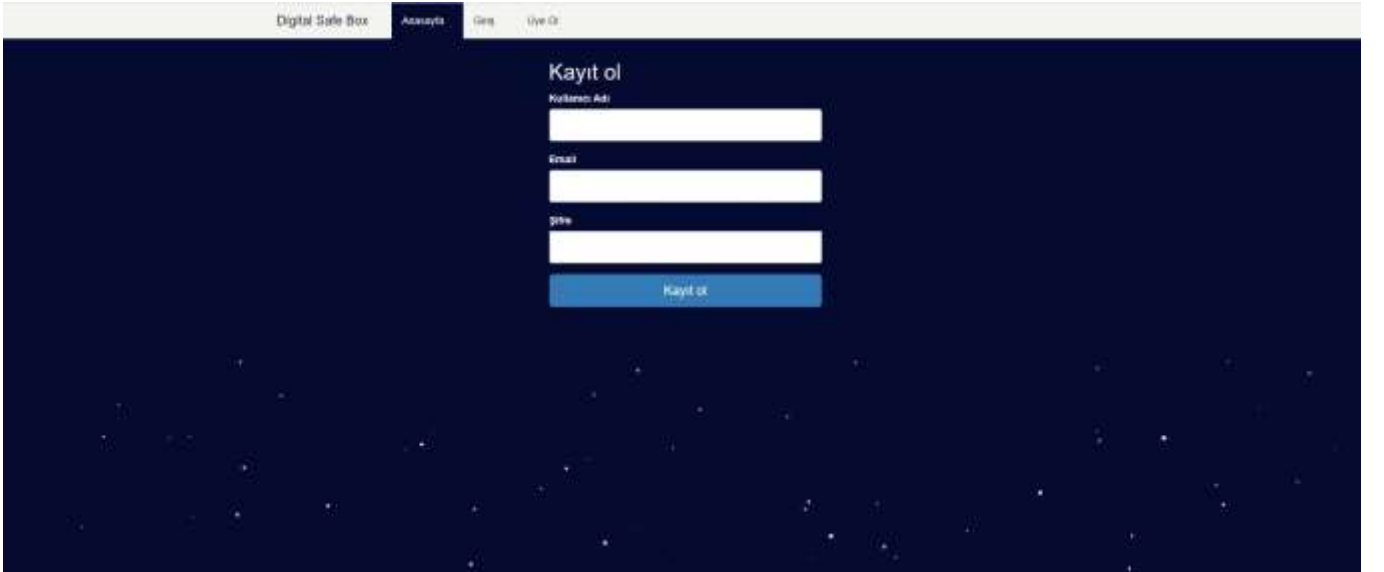 Digital Safe Box Anasayfa Giriş Üye Ol
Kayıt ol
Kullanıcı Adı
Email
Şifre
Kayıt ol